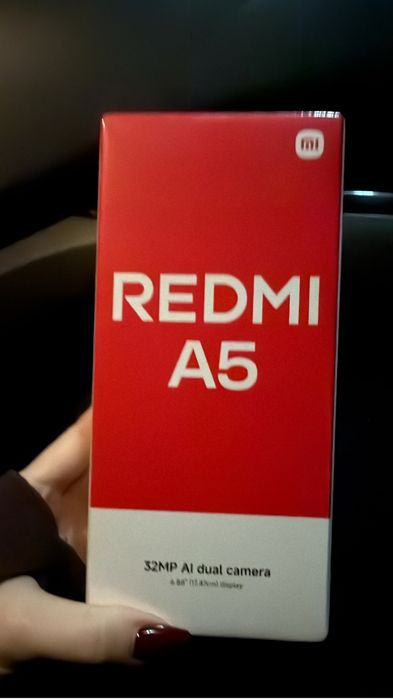 mi
REDMI
A5
32MP AI dual camera
6.88" (17.47cm) display